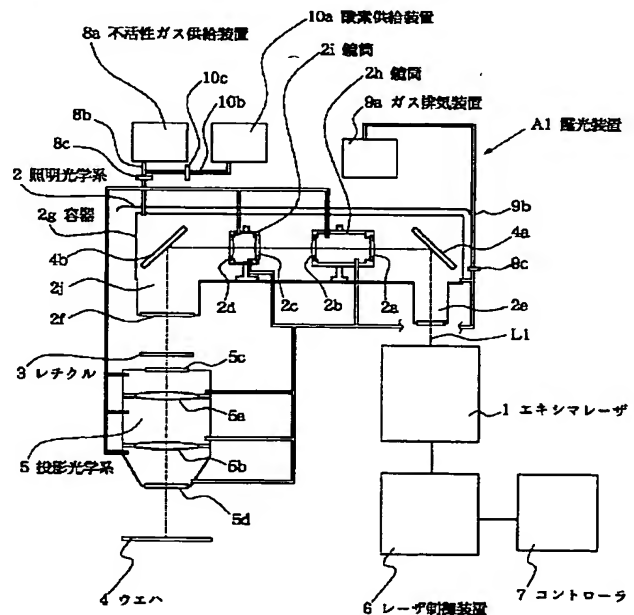 10a 酸素供給装置
8a 不活性ガス供給装置
2i 鏡筒
10c
2h 鏡筒
10b
9a ガス排気装置
8b
A1 露光装置
8c
2 照明光学系
9b
2g 容器
4a
4b
9c
2j
2d
2c
2b
2a
2e
2f
L1
5c
3 レチクル
5a
1 エキシマレーザ
5
5 投影光学系
5b
5d
4 ウエハ
6 レーザ制御装置
7 コントローラ